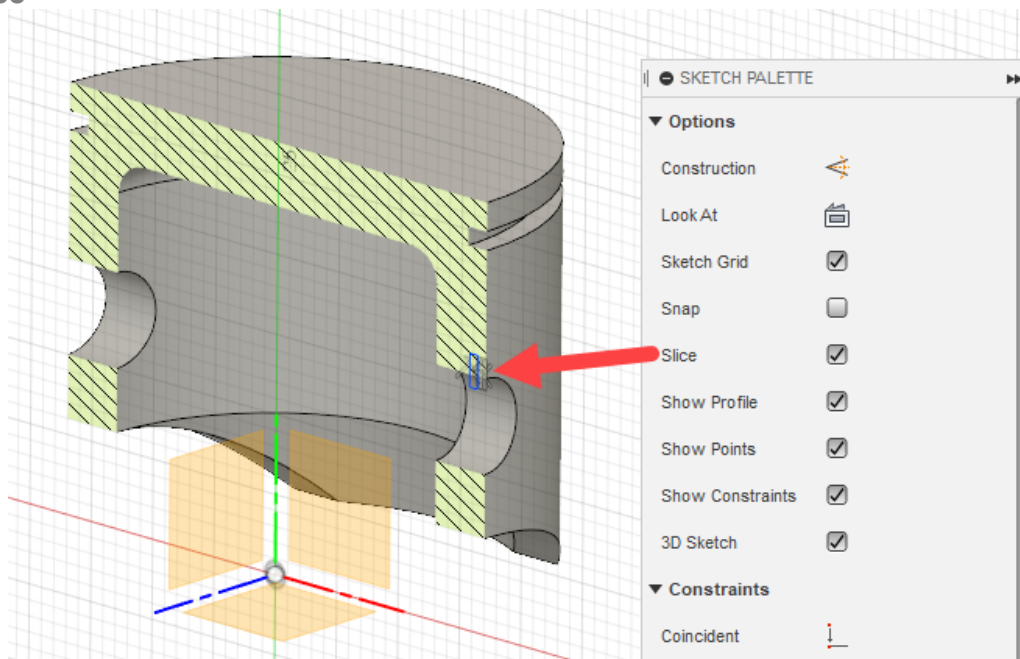 SKETCH PALETTE
Options
Construction
Look At
Sketch Grid
Snap
Slice
Show Profile
Show Points
Show Constraints
3D Sketch
Constraints
Coincident